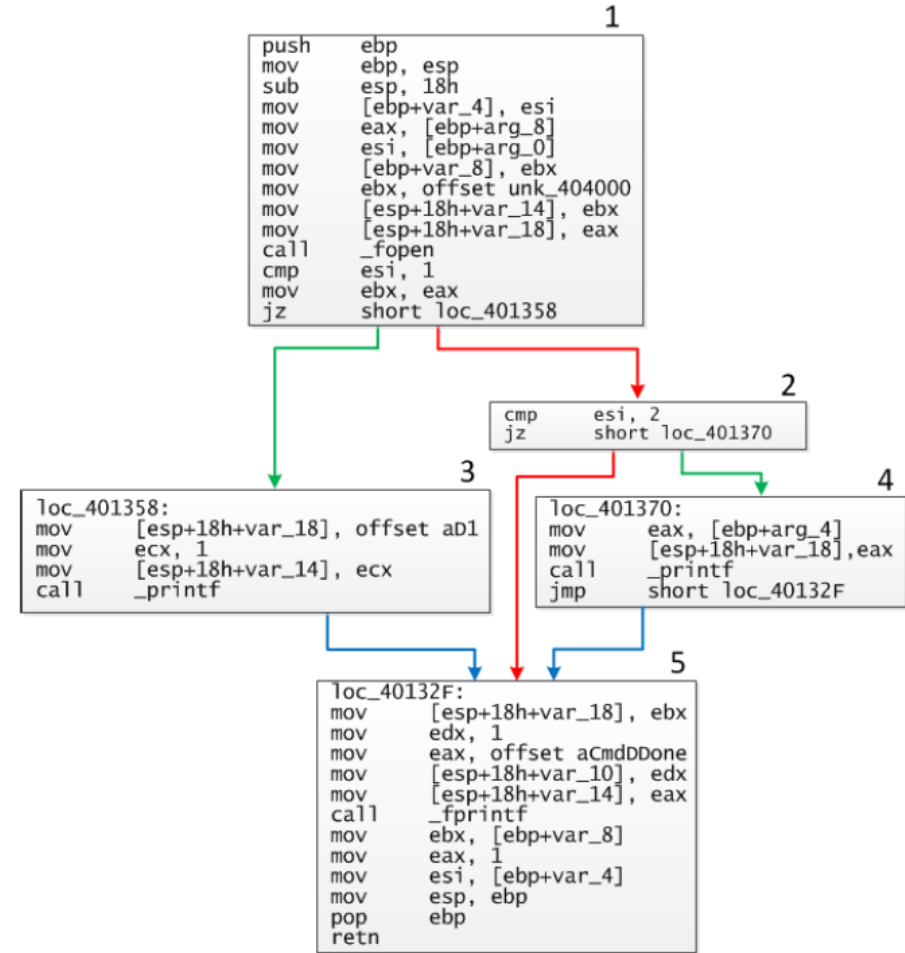 1
push ebp
mov ebp, esp
sub esp, 18h
mov [ebp+var_4], esi
mov eax, [ebp+arg_8]
mov esi, [ebp+arg_0]
mov [ebp+var_8], ebx
mov ebx, offset unk_404000
mov [esp+18h+var_14], ebx
mov [esp+18h+var_18], eax
call _fopen
cmp esi, 1
mov ebx, eax
jz short loc_401358
2
cmp esi, 2
jz short loc_401370
3
loc_401358:
mov [esp+18h+var_18], offset aD1
mov ecx, 1
mov [esp+18h+var_14], ecx
call _printf
4
loc_401370:
mov eax, [ebp+arg_4]
mov [esp+18h+var_18],eax
call _printf
jmp short loc_40132F
5
loc_40132F:
mov [esp+18h+var_18], ebx
mov edx, 1
mov eax, offset aCmdDDone
mov [esp+18h+var_10], edx
mov [esp+18h+var_14], eax
call _fprintf
mov ebx, [ebp+var_8]
mov eax, 1
mov esi, [ebp+var_4]
mov esp, ebp
pop ebp
retn